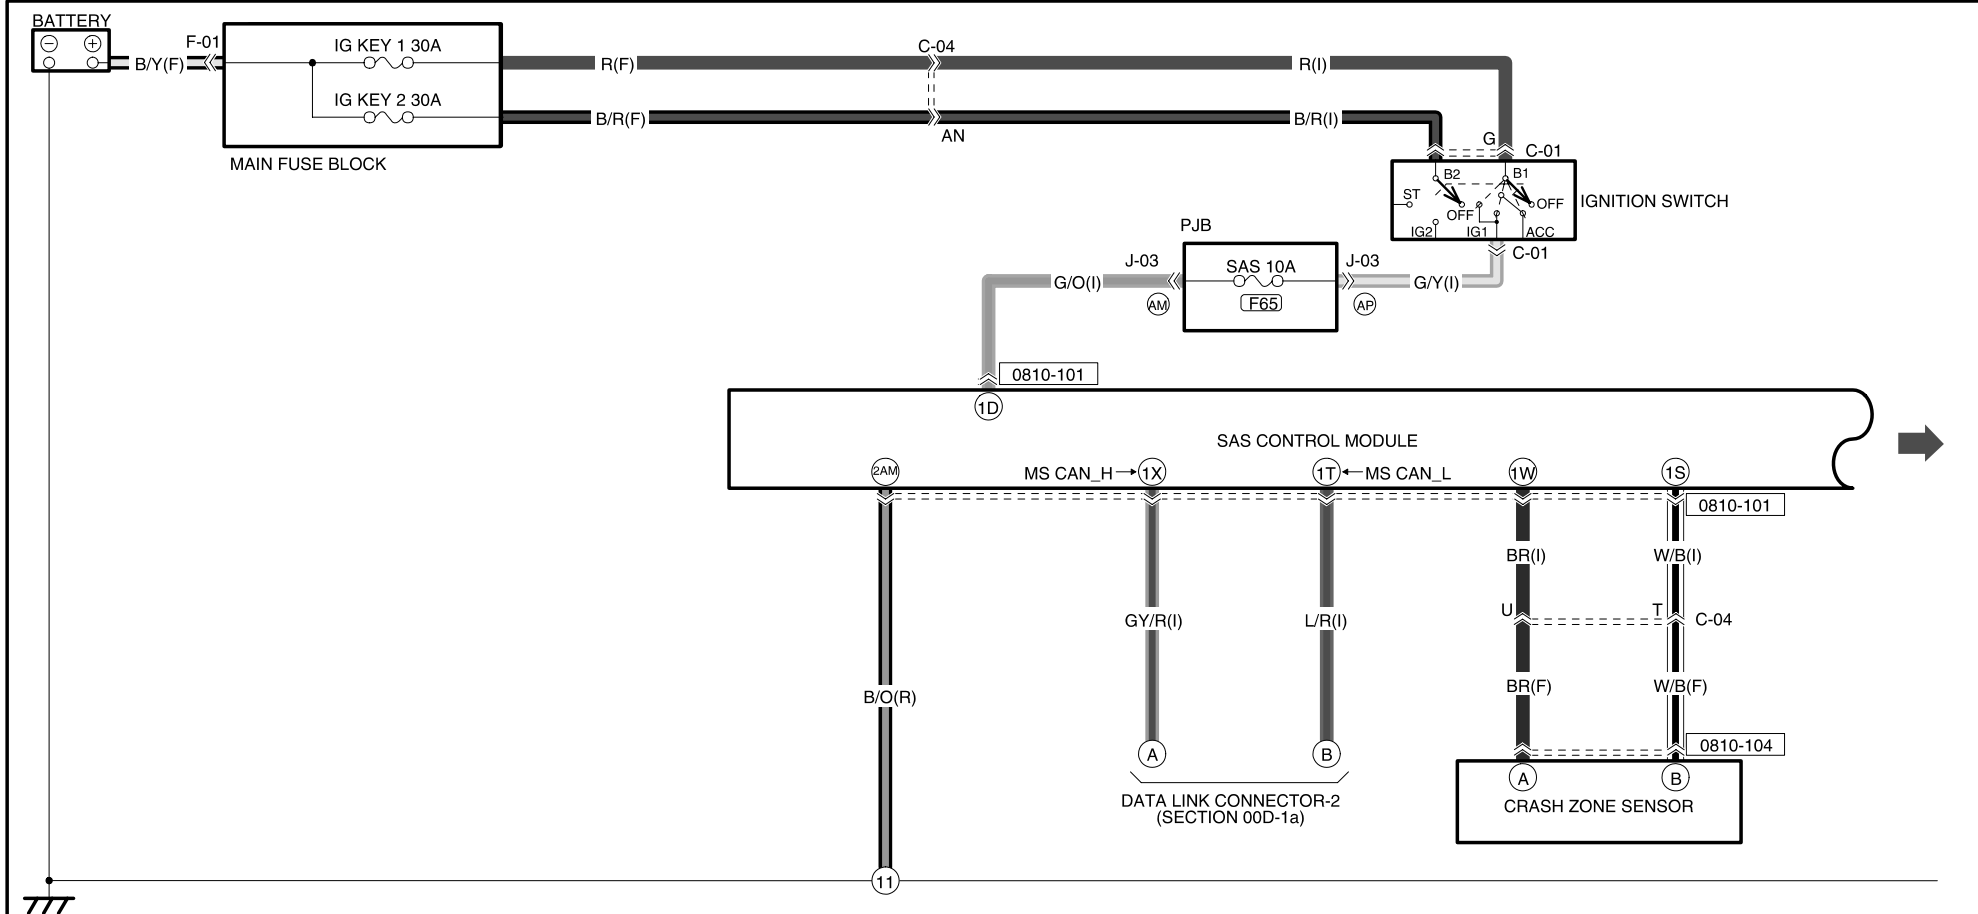 BATTERY
F-01
B/Y(F)
IG KEY 1 30A
IG KEY 2 30A
MAIN FUSE BLOCK
R(F)
C-04
R(I)
B/R(F)
AN
B/R(I)
G
C-01
B2
B1
ST
OFF
OFF
IG2
IG1
ACC
IGNITION SWITCH
C-01
PJB
J-03
SAS 10A
J-03
G/O(I)
AM
F65
AP
G/Y(I)
0810-101
1D
SAS CONTROL MODULE
2AM
MS CAN_H
1X
1T
MS CAN_L
1W
1S
0810-101
BR(I)
W/B(I)
U
T
C-04
GY/R(I)
L/R(I)
BR(F)
W/B(F)
B/O(R)
0810-104
A
B
A
B
DATA LINK CONNECTOR-2
(SECTION 00D-1a)
CRASH ZONE SENSOR
11